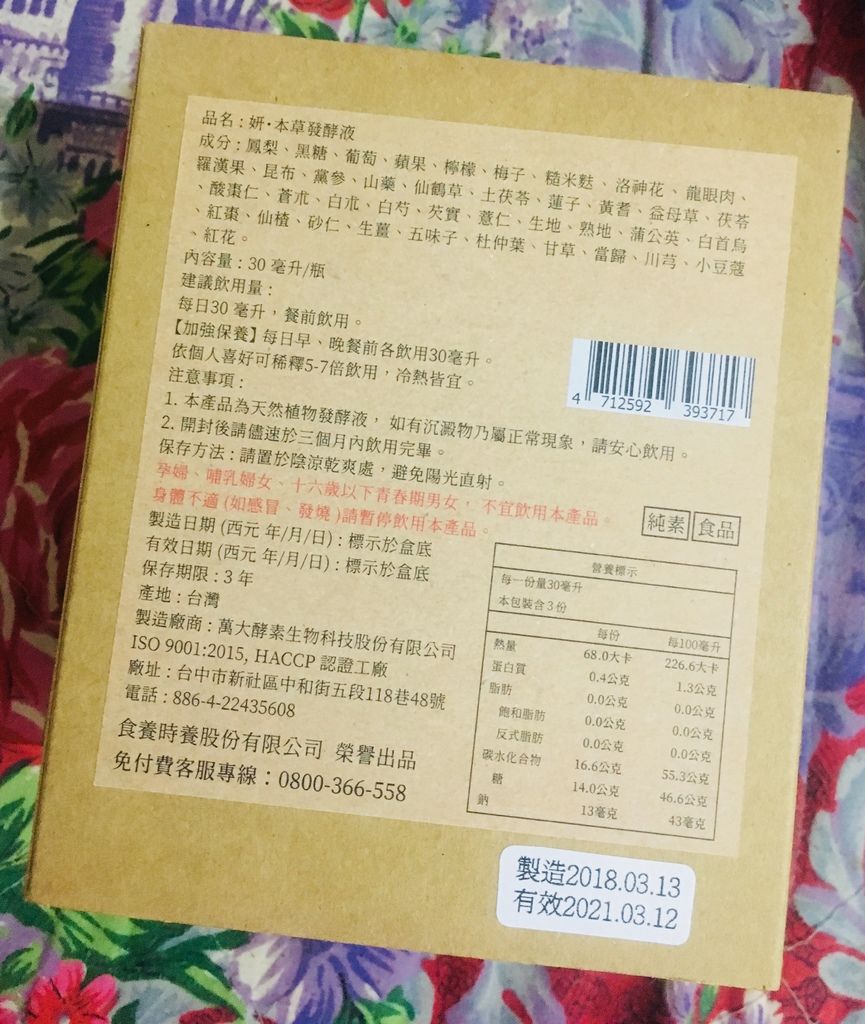 品名：妍•本草發酵液
成分：鳳梨、黑糖、葡萄、蘋果、檸檬、梅子、糙米麩、洛神花、龍眼肉、
羅漢果、昆布、黨參、山藥、仙鶴草、土茯苓、蓮子、黃耆、益母草、茯苓
、酸棗仁、蒼朮、白朮、白芍、芡實、薏仁、生地、熟地、蒲公英、白首烏
、紅棗、仙楂、砂仁、生薑、五味子、杜仲葉、甘草、當歸、川芎、小豆蔻
、紅花。
內容量：30 毫升/瓶
建議飲用量：
每日30 毫升，餐前飲用。
【加強保養】每日早、晚餐前各飲用30毫升。
依個人喜好可稀釋5-7倍飲用，冷熱皆宜。
注意事項：
1. 本產品為天然植物發酵液， 如有沉澱物乃屬正常現象，請安心飲用。
2. 開封後請儘速於三個月內飲用完畢。
保存方法：請置於陰涼乾爽處，避免陽光直射。
孕婦、哺乳婦女、十六歲以下青春期男女， 不宜飲用本產品。
身體不適 (如感冒、發燒 )請暫停飲用本產品。
製造日期 (西元 年/月/日)：標示於盒底
有效日期 (西元 年/月/日)：標示於盒底
保存期限：3 年
產地：台灣
製造廠商：萬大酵素生物科技股份有限公司
ISO 9001:2015, HACCP 認證工廠
廠址：台中市新社區中和街五段118巷48號
電話：886-4-22435608
食養時養股份有限公司 榮譽出品
免付費客服專線：0800-366-558
4 712592 393717
純素 食品
營養標示
每一份量30毫升
本包裝含 3 份
每份 每100毫升
熱量 68.0大卡 226.6大卡
蛋白質 0.4公克 1.3公克
脂肪 0.0公克 0.0公克
飽和脂肪 0.0公克 0.0公克
反式脂肪 0.0公克 0.0公克
碳水化合物 16.6公克 55.3公克
糖 14.0公克 46.6公克
鈉 13毫克 43毫克
製造2018.03.13
有效2021.03.12